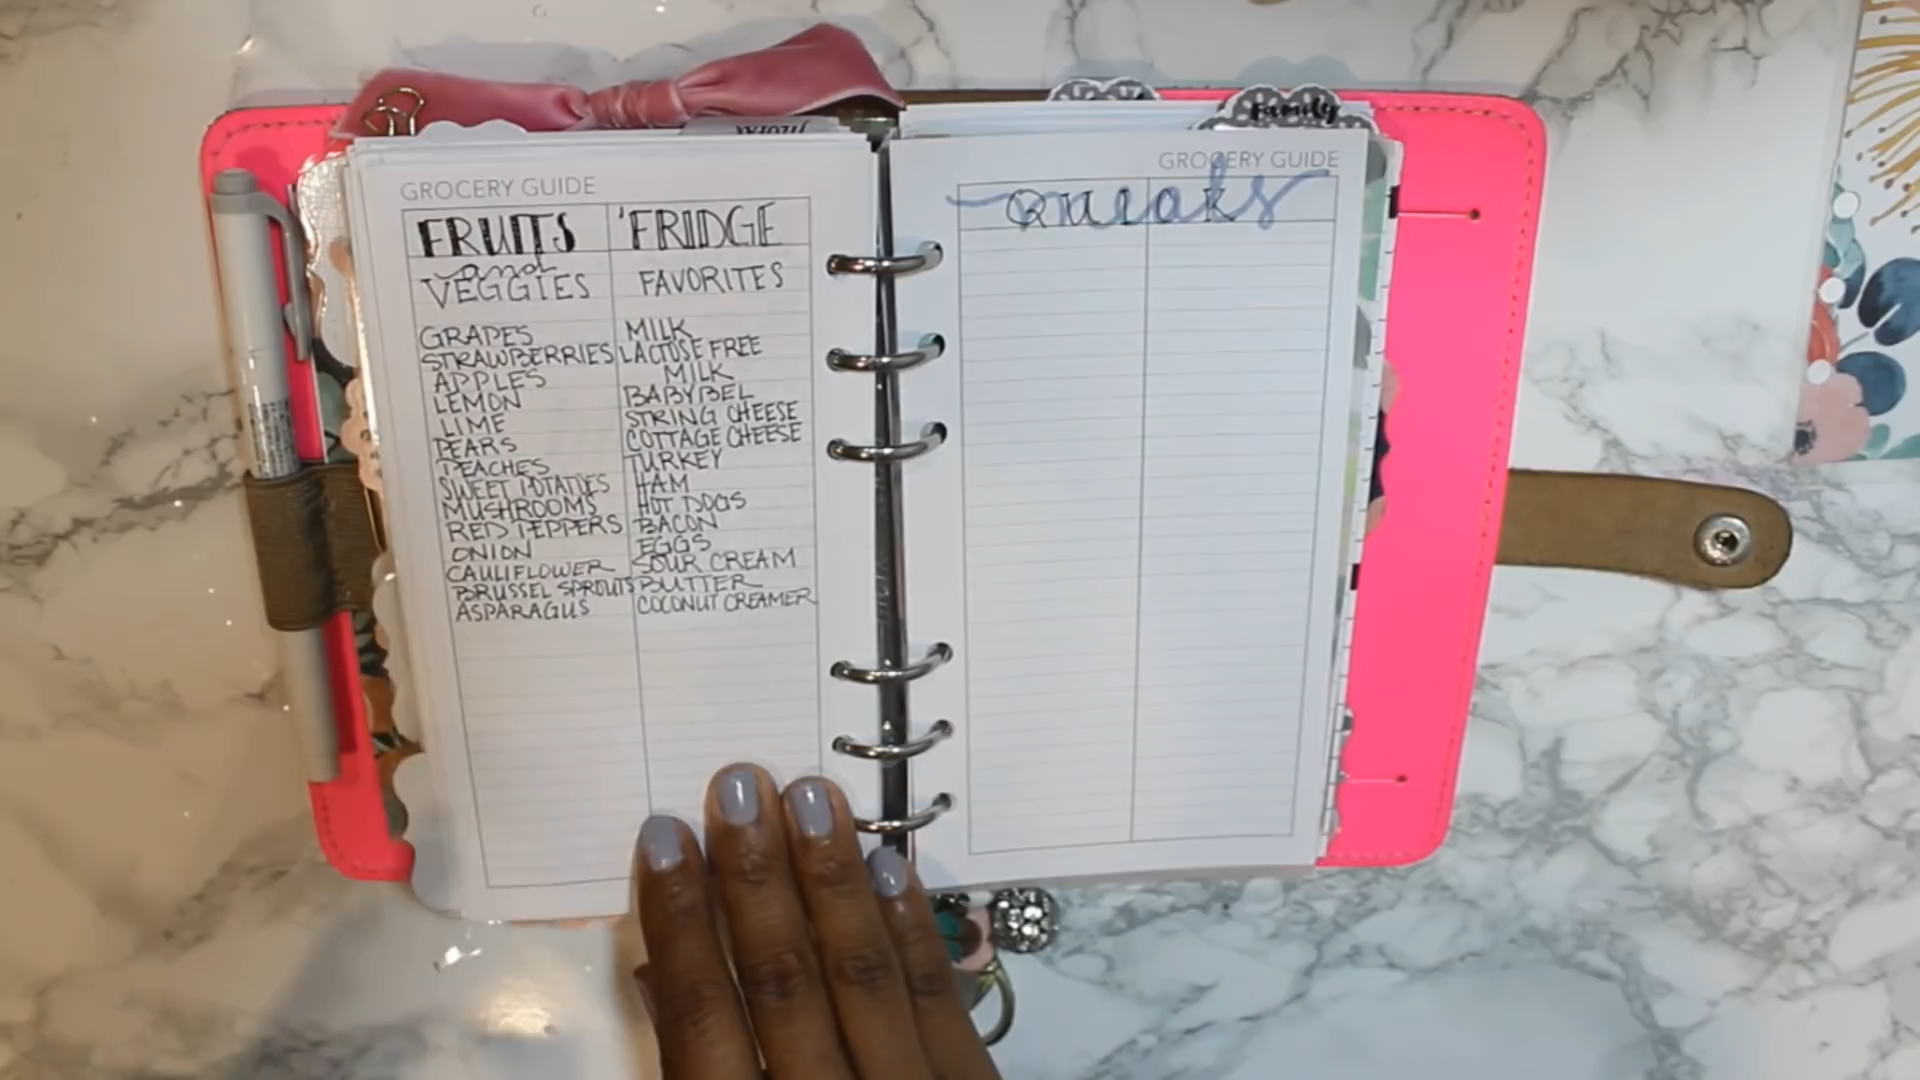 Family
GROCERY GUIDE
FRUITS
and
VEGGIES
GRAPES
STRAWBERRIES
APPLES
LEMON
LIME
PEARS
PEACHES
SWEET POTATOES
MUSHROOMS
RED PEPPERS
ONION
CAULIFLOWER
BRUSSEL SPROUTS
ASPARAGUS
'FRIDGE
FAVORITES
MILK
LACTOSE FREE
MILK
BABYBEL
STRING CHEESE
COTTAGE CHEESE
TURKEY
HAM
HOT DOGS
BACON
EGGS
SOUR CREAM
BUTTER
COCONUT CREAMER
GROCERY GUIDE
QUICK
meals